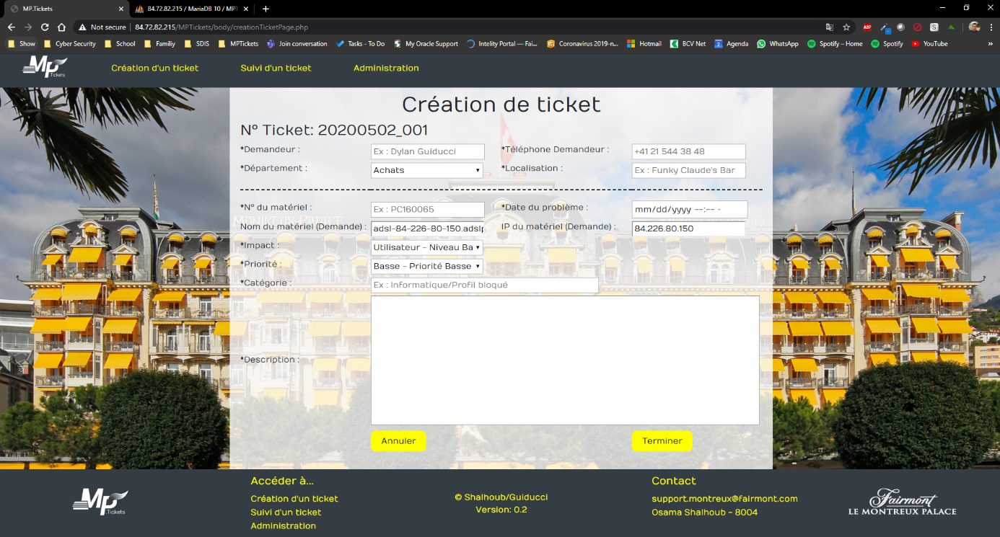 MP.Tickets
84.72.82.215 / MariaDB 10 / MPT
Not secure | 84.72.82.215/MPTickets/body/creationTicketPage.php
ABP
S
Show Cyber Security School Familiy SDIS MPTickets Join conversation Tasks - To Do My Oracle Support Intelity Portal — Fai... Coronavirus 2019-n... Hotmail BCV Net Agenda WhatsApp Spotify – Home Spotify YouTube »
MP.Tickets Création d'un ticket Suivi d'un ticket Administration
Création de ticket
N° Ticket: 20200502_001
*Demandeur : Ex : Dylan Guiducci *Téléphone Demandeur : +41 21 544 38 48
*Département : Achats *Localisation : Ex : Funky Claude's Bar
*N° du matériel : Ex : PC160065 *Date du problème : mm/dd/yyyy --:-- -
MONTREUX-PALACE
Nom du matériel (Demande) : adsl-84-226-80-150.adslp IP du matériel (Demande) : 84.226.80.150
*Impact : Utilisateur - Niveau Ba
*Priorité : Basse - Priorité Basse
*Catégorie : Ex : Informatique/Profil bloqué
*Description :
Annuler Terminer
Accéder à...
Création d'un ticket
Suivi d'un ticket
Administration
MP.Tickets
© Shalhoub/Guiducci
Version: 0.2
Contact
support.montreux@fairmont.com
Osama Shalhoub - 8004
Fairmont
LE MONTREUX PALACE